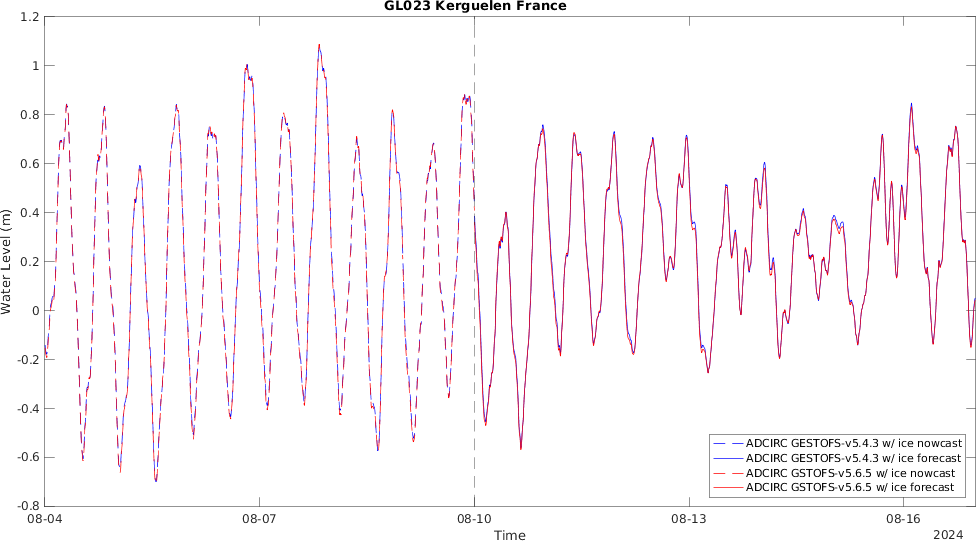 GL023 Kerguelen France
1.2
1
0.8
0.6
0.4
0.2
0
-0.2
-0.4
-0.6
-0.8
Water Level (m)
08-04
08-07
08-10
08-13
08-16
Time
2024
ADCIRC GESTOFS-v5.4.3 w/ ice nowcast
ADCIRC GESTOFS-v5.4.3 w/ ice forecast
ADCIRC GSTOFS-v5.6.5 w/ ice nowcast
ADCIRC GSTOFS-v5.6.5 w/ ice forecast